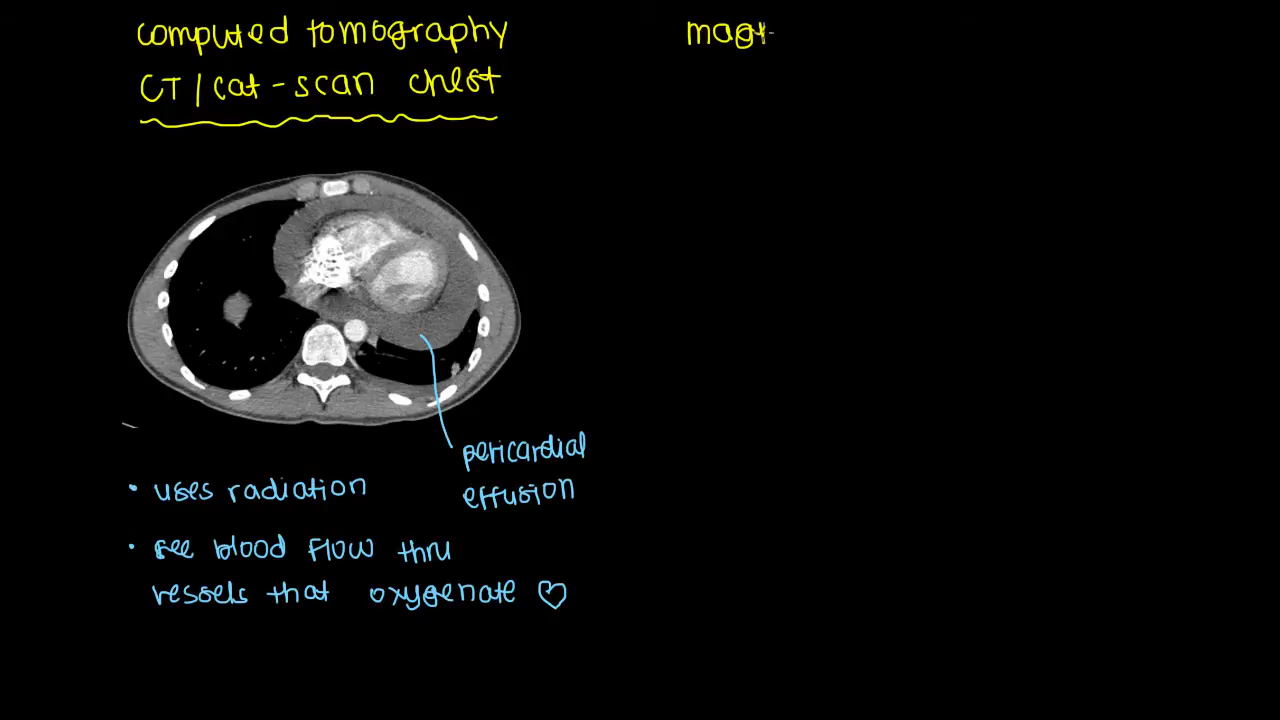 computed tomography
CT/cat-scan chest
pericardial
effusion
• uses radiation
• see blood flow thru
vessels that oxygenate ♡